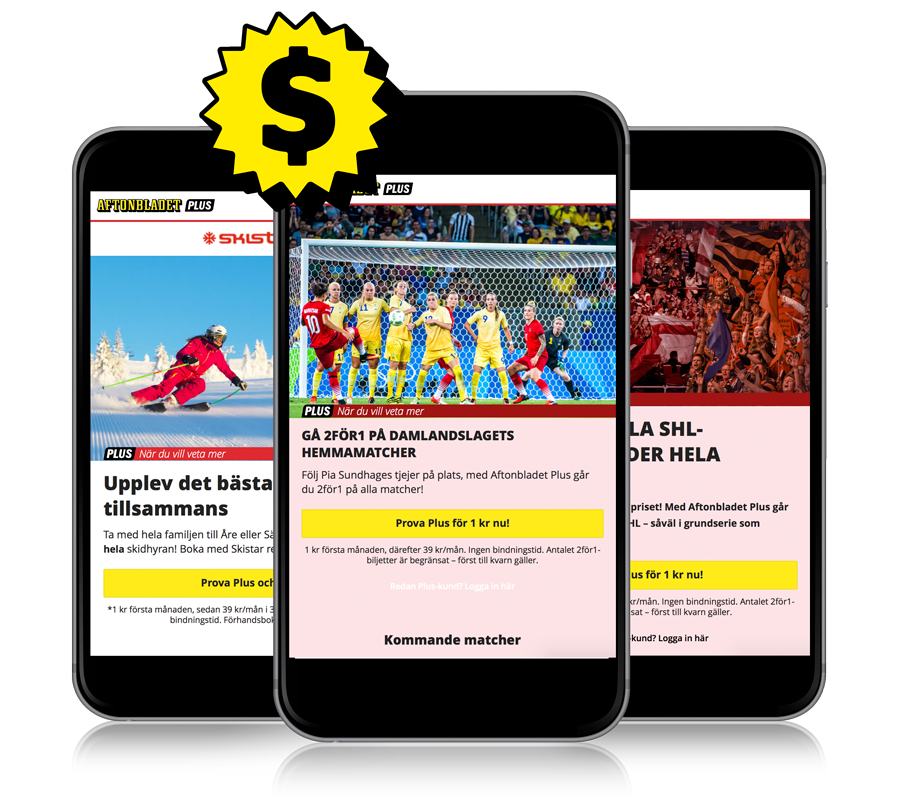 $
AFTONBLADET PLUS
SKIST
PLUS När du vill veta mer
Upplev det bästa
tillsammans
Ta med hela familjen till Åre eller Sä
hela skidhyran! Boka med Skistar re
Prova Plus och
*1 kr första månaden, sedan 39 kr/mån i 3
bindningstid. Förhandsbok
PLUS
10
9
PLUS När du vill veta mer
GÅ 2FÖR1 PÅ DAMLANDSLAGETS
HEMMAMATCHER
Följ Pia Sundhages tjejer på plats, med Aftonbladet Plus går
du 2för1 på alla matcher!
Prova Plus för 1 kr nu!
1 kr första månaden, därefter 39 kr/mån. Ingen bindningstid. Antalet 2för1-
biljetter är begränsat – först till kvarn gäller.
Redan Plus-kund? Logga in här
Kommande matcher
LA SHL-
DER HELA
priset! Med Aftonbladet Plus går
HL – såväl i grundserie som
us för 1 kr nu!
kr/mån. Ingen bindningstid. Antalet 2för1-
sat – först till kvarn gäller.
-kund? Logga in här